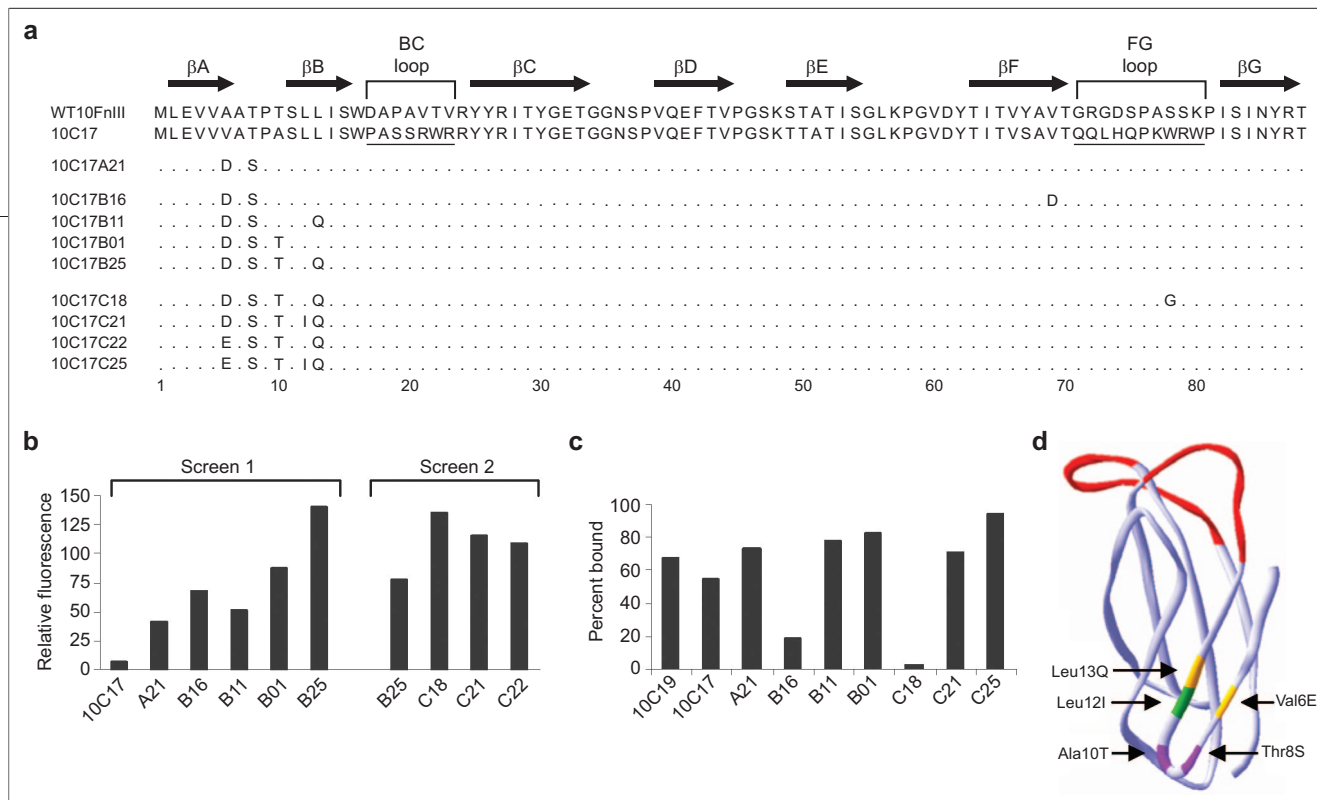 a
BC
loop
FG
loop
βA βB βC βD βE βF βG
WT10FnIII MLEVVAATPTSLLISWDAPAVTVRYYRITYGETGGNSPVQEFTVPGSKSTATISGLKPGVDYTITVYAVTGRGDSPASSKPISINYRT
10C17 MLEVVVATPASLLISWPASSRWRRYYRITYGETGGNSPVQEFTVPGSKTTATISGLKPGVDYTITVSAVTQQLHQPKWRWPISINYRT
10C17A21 . . . . . D . S . . . . . . . . . . . . . . . . . . . . . . . . . . . . . . . . . . . . . . . . . . . . . . . . . . . . . . . . . . . . . . . . . . . . . . . . . . . . . . . .
10C17B16 . . . . . D . S . . . . . . . . . . . . . . . . . . . . . . . . . . . . . . . . . . . . . . . . . . . . . . . . . . . . . . . . . . . . D . . . . . . . . . . . . . . . . . . .
10C17B11 . . . . . D . S . . . . Q . . . . . . . . . . . . . . . . . . . . . . . . . . . . . . . . . . . . . . . . . . . . . . . . . . . . . . . . . . . . . . . . . . . . . . . . . . .
10C17B01 . . . . . D . S . T . . . . . . . . . . . . . . . . . . . . . . . . . . . . . . . . . . . . . . . . . . . . . . . . . . . . . . . . . . . . . . . . . . . . . . . . . . . . . .
10C17B25 . . . . . D . S . T . . Q . . . . . . . . . . . . . . . . . . . . . . . . . . . . . . . . . . . . . . . . . . . . . . . . . . . . . . . . . . . . . . . . . . . . . . . . . . .
10C17C18 . . . . . D . S . T . . Q . . . . . . . . . . . . . . . . . . . . . . . . . . . . . . . . . . . . . . . . . . . . . . . . . . . . . . . . . . . . . . . . G . . . . . . . . . .
10C17C21 . . . . . D . S . T . I Q . . . . . . . . . . . . . . . . . . . . . . . . . . . . . . . . . . . . . . . . . . . . . . . . . . . . . . . . . . . . . . . . . . . . . . . . . . .
10C17C22 . . . . . E . S . T . . Q . . . . . . . . . . . . . . . . . . . . . . . . . . . . . . . . . . . . . . . . . . . . . . . . . . . . . . . . . . . . . . . . . . . . . . . . . . .
10C17C25 . . . . . E . S . T . I Q . . . . . . . . . . . . . . . . . . . . . . . . . . . . . . . . . . . . . . . . . . . . . . . . . . . . . . . . . . . . . . . . . . . . . . . . . . .
1 10 20 30 40 50 60 70 80
b
Screen 1 Screen 2
Relative fluorescence
150
125
100
75
50
25
0
10C17 A21 B16 B11 B01 B25 B25 C18 C21 C22
c
Percent bound
100
80
60
40
20
0
10C19 10C17 A21 B16 B11 B01 C18 C21 C25
d
Leu13Q
Leu12I
Val6E
Ala10T
Thr8S